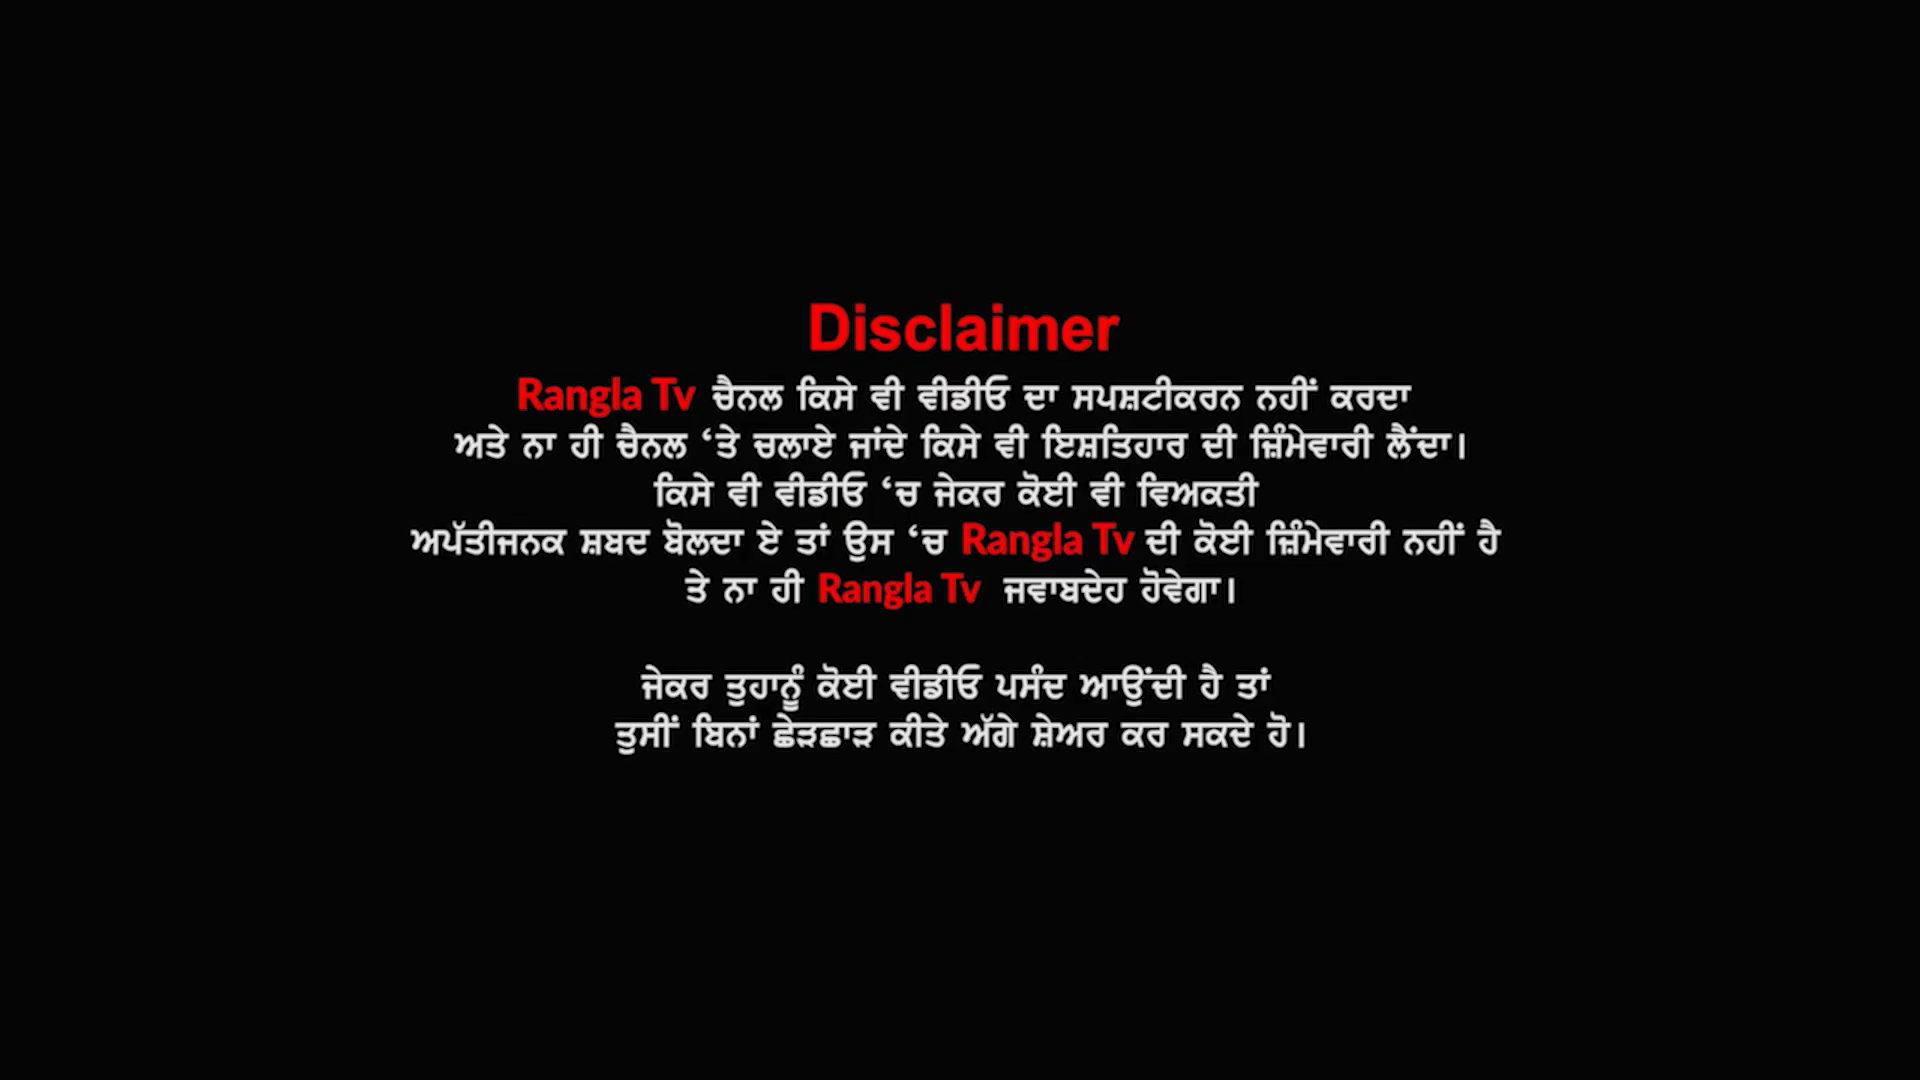 Disclaimer
Rangla Tv ਚੈਨਲ ਕਿਸੇ ਵੀ ਵੀਡੀਓ ਦਾ ਸਪਸ਼ਟੀਕਰਨ ਨਹੀਂ ਕਰਦਾ
ਅਤੇ ਨਾ ਹੀ ਚੈਨਲ ‘ਤੇ ਚਲਾਏ ਜਾਂਦੇ ਕਿਸੇ ਵੀ ਇਸ਼ਤਿਹਾਰ ਦੀ ਜ਼ਿੰਮੇਵਾਰੀ ਲੈਂਦਾ।
ਕਿਸੇ ਵੀ ਵੀਡੀਓ ‘ਚ ਜੇਕਰ ਕੋਈ ਵੀ ਵਿਅਕਤੀ
ਅਪੱਤੀਜਨਕ ਸ਼ਬਦ ਬੋਲਦਾ ਏ ਤਾਂ ਉਸ ‘ਚ Rangla Tv ਦੀ ਕੋਈ ਜ਼ਿੰਮੇਵਾਰੀ ਨਹੀਂ ਹੈ
ਤੇ ਨਾ ਹੀ Rangla Tv ਜਵਾਬਦੇਹ ਹੋਵੇਗਾ।
ਜੇਕਰ ਤੁਹਾਨੂੰ ਕੋਈ ਵੀਡੀਓ ਪਸੰਦ ਆਉਂਦੀ ਹੈ ਤਾਂ
ਤੁਸੀਂ ਬਿਨਾਂ ਛੇੜਛਾੜ ਕੀਤੇ ਅੱਗੇ ਸ਼ੇਅਰ ਕਰ ਸਕਦੇ ਹੋ।